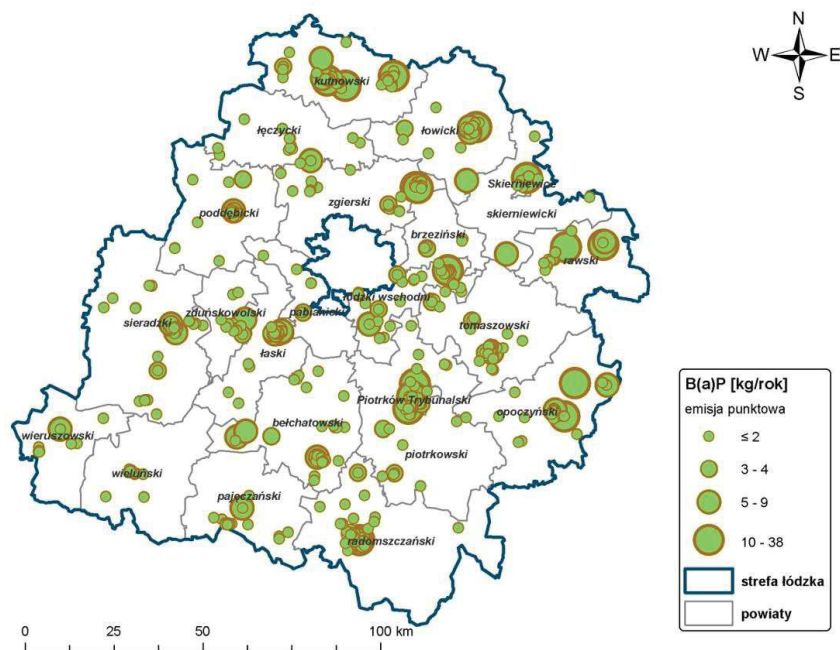 N
W E
S
kutnowski
łęczycki
łowicki
Skierniewice
zgierski
skierniewicki
poddębicki
brzeziński
rawski
zduńskowolski
pabianicki
łódzki wschodni
sieradzki
tomaszowski
łaski
Piotrków Trybunalski
opoczyński
bełchatowski
wieruszowski
piotrkowski
wieluński
pajęczański
radomszczański
B(a)P [kg/rok]
emisja punktowa
≤ 2
3 - 4
5 - 9
10 - 38
strefa łódzka
powiaty
0 25 50 100 km